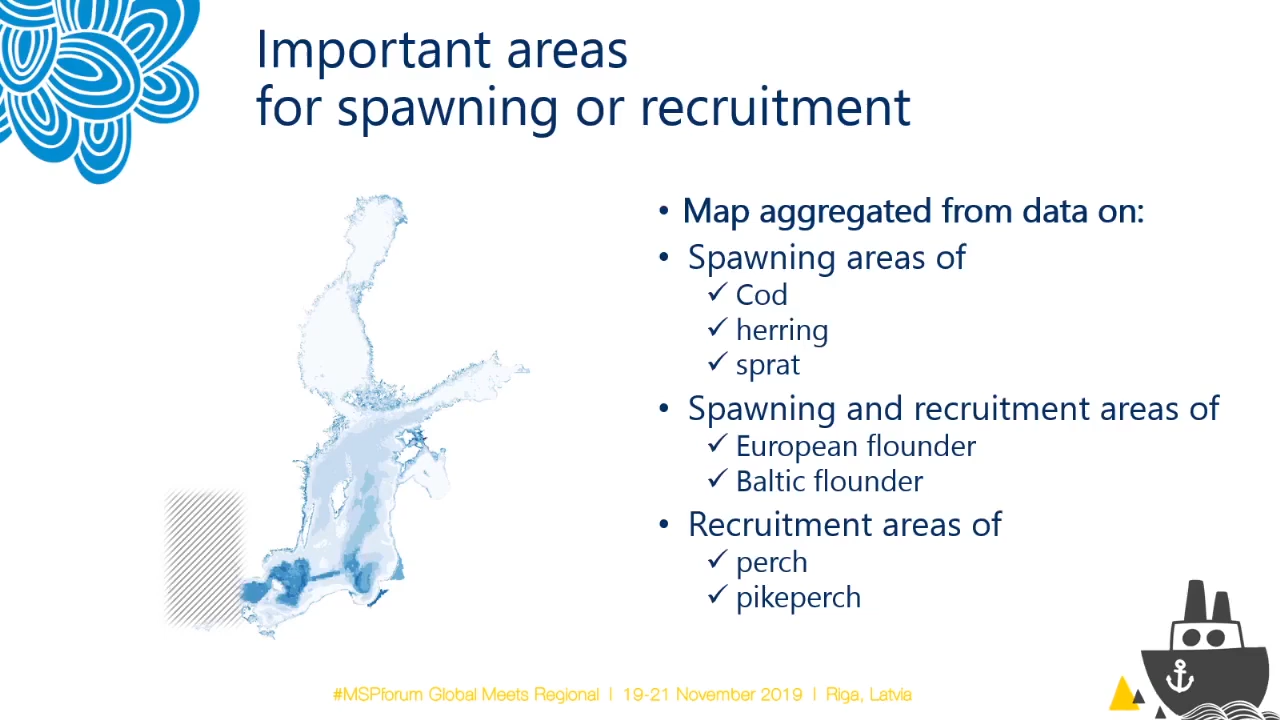 Important areas
for spawning or recruitment
• Map aggregated from data on:
• Spawning areas of
✓ Cod
✓ herring
✓ sprat
• Spawning and recruitment areas of
✓ European flounder
✓ Baltic flounder
• Recruitment areas of
✓ perch
✓ pikeperch
#MSPforum Global Meets Regional | 19-21 November 2019 | Riga, Latvia